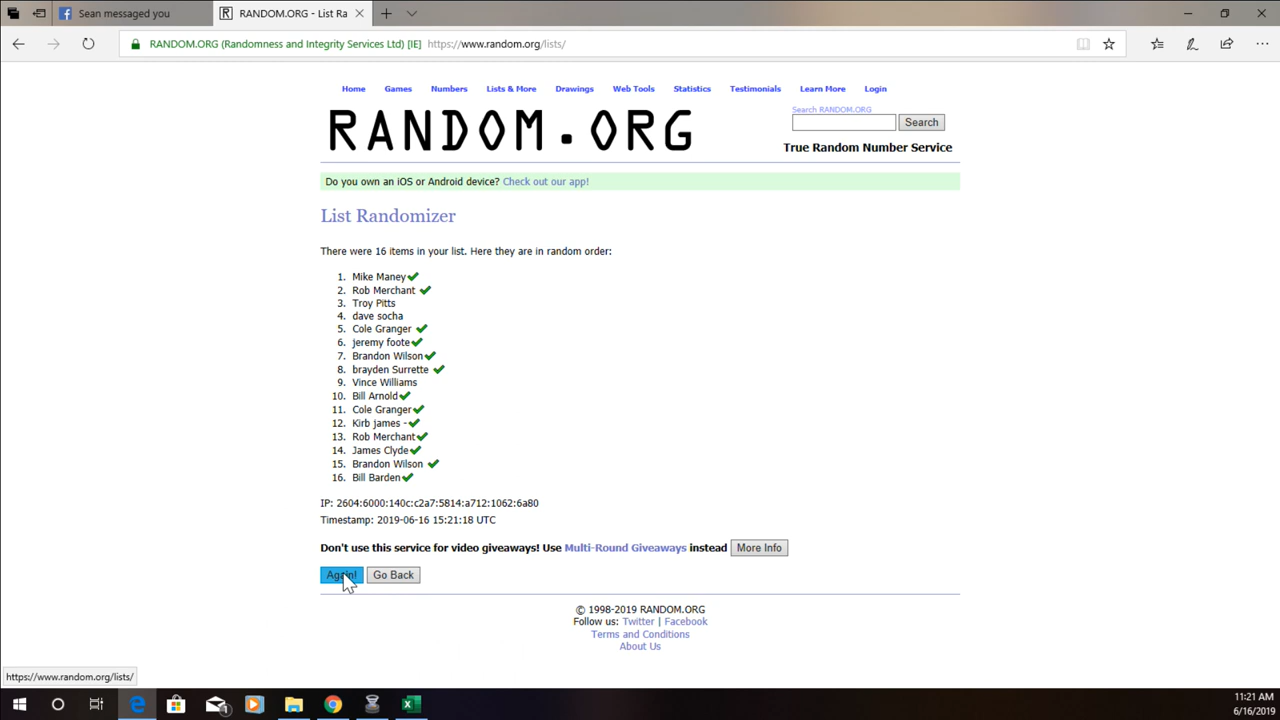 Sean messaged you
RANDOM.ORG - List Ra
RANDOM.ORG (Randomness and Integrity Services Ltd) [IE] https://www.random.org/lists/
Home Games Numbers Lists & More Drawings Web Tools Statistics Testimonials Learn More Login
RANDOM.ORG
Search RANDOM.ORG
Search
True Random Number Service
Do you own an iOS or Android device? Check out our app!
List Randomizer
There were 16 items in your list. Here they are in random order:
1. Mike Maney✔
2. Rob Merchant ✔
3. Troy Pitts
4. dave socha
5. Cole Granger ✔
6. jeremy foote✔
7. Brandon Wilson✔
8. brayden Surrette ✔
9. Vince Williams
10. Bill Arnold✔
11. Cole Granger✔
12. Kirb james -✔
13. Rob Merchant✔
14. James Clyde✔
15. Brandon Wilson ✔
16. Bill Barden✔
IP: 2604:6000:140c:c2a7:5814:a712:1062:6a80
Timestamp: 2019-06-16 15:21:18 UTC
Don't use this service for video giveaways! Use Multi-Round Giveaways instead More Info
Again! Go Back
© 1998-2019 RANDOM.ORG
Follow us: Twitter | Facebook
Terms and Conditions
About Us
https://www.random.org/lists/
11:21 AM
6/16/2019